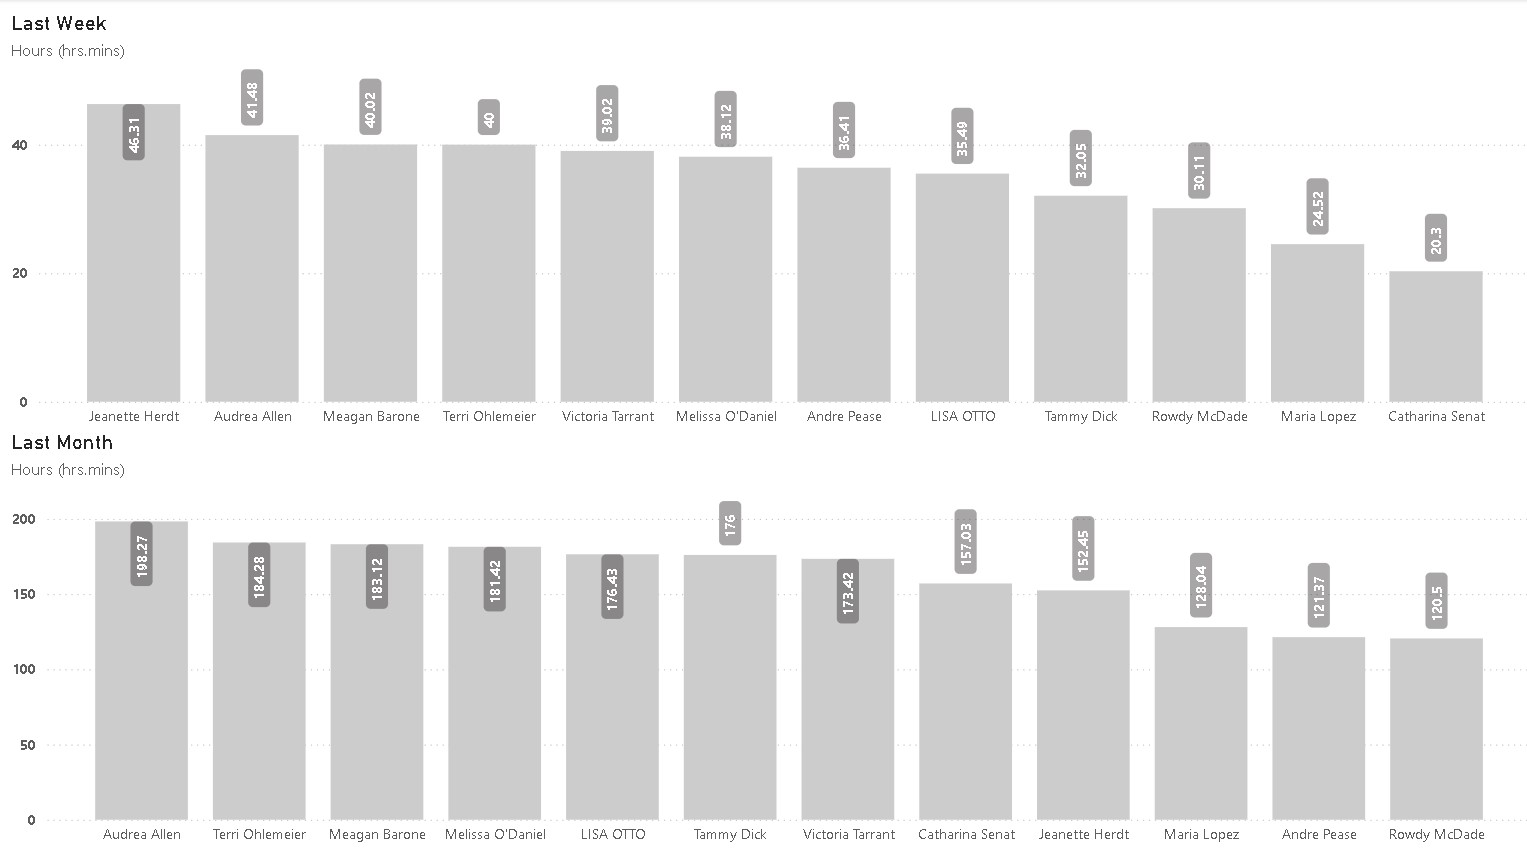 Last Week
Hours (hrs.mins)
46.31 41.48 40.02 40 39.02 38.12 36.41 35.49 32.05 30.11 24.52 20.3
40
20
0
Jeanette Herdt Audrea Allen Meagan Barone Terri Ohlemeier Victoria Tarrant Melissa O'Daniel Andre Pease LISA OTTO Tammy Dick Rowdy McDade Maria Lopez Catharina Senat
Last Month
Hours (hrs.mins)
200
198.27 184.28 183.12 181.42 176.43 176 173.42 157.03 152.45 128.04 121.37 120.5
150
100
50
0
Audrea Allen Terri Ohlemeier Meagan Barone Melissa O'Daniel LISA OTTO Tammy Dick Victoria Tarrant Catharina Senat Jeanette Herdt Maria Lopez Andre Pease Rowdy McDade